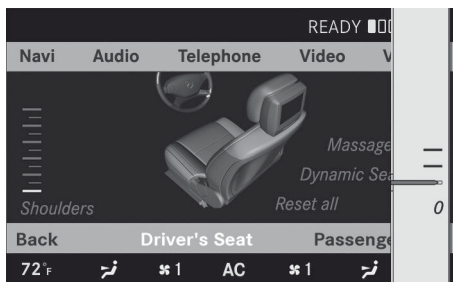 READY
Navi Audio Telephone Video V
Massage
Dynamic Sea
Shoulders Reset all 0
Back Driver's Seat Passenge
72°F 1 AC 1